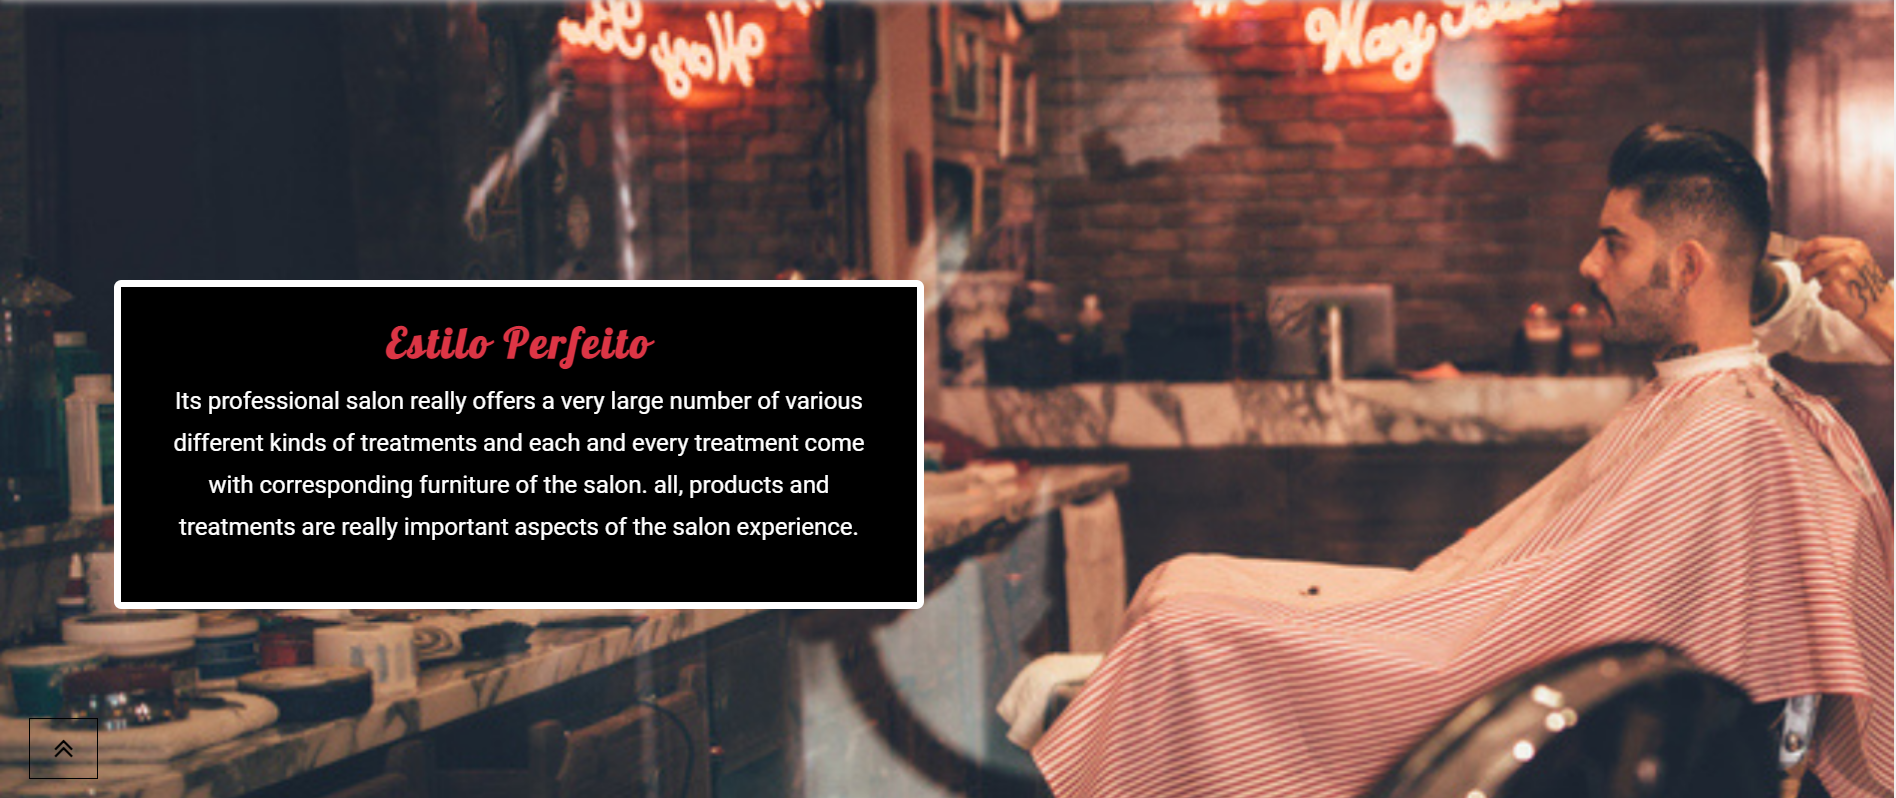 Way
Estilo Perfeito
Its professional salon really offers a very large number of various
different kinds of treatments and each and every treatment come
with corresponding furniture of the salon. all, products and
treatments are really important aspects of the salon experience.